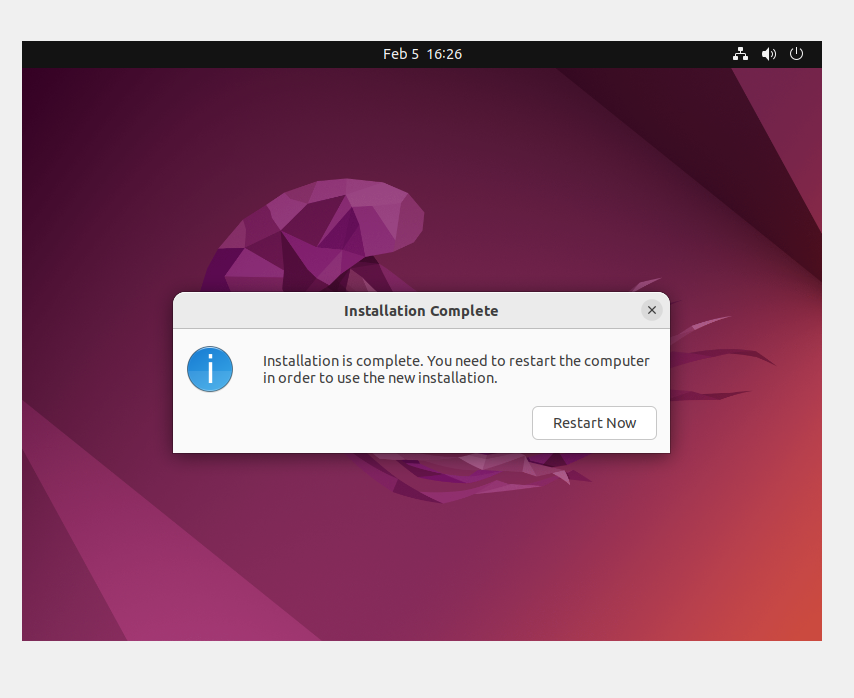 Feb 5  16:26
Installation Complete
Installation is complete. You need to restart the computer
in order to use the new installation.
Restart Now